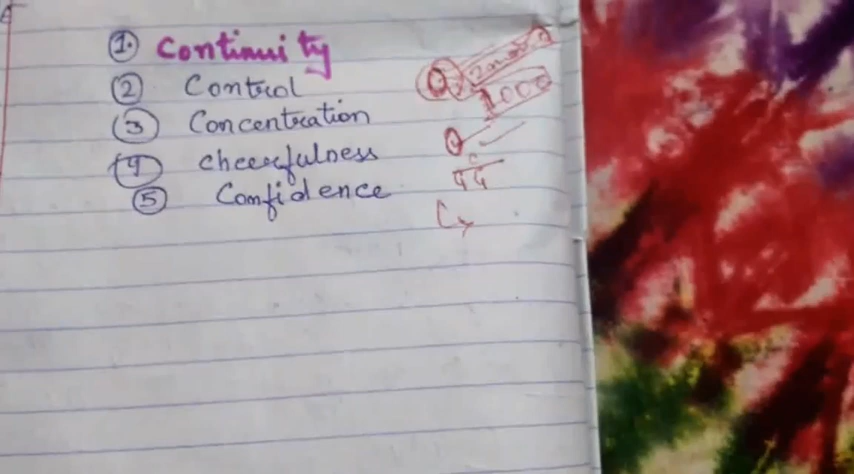 1. Continuity
2 Control
3 Concentration
4 cheerfulness
5 Confidence
1000